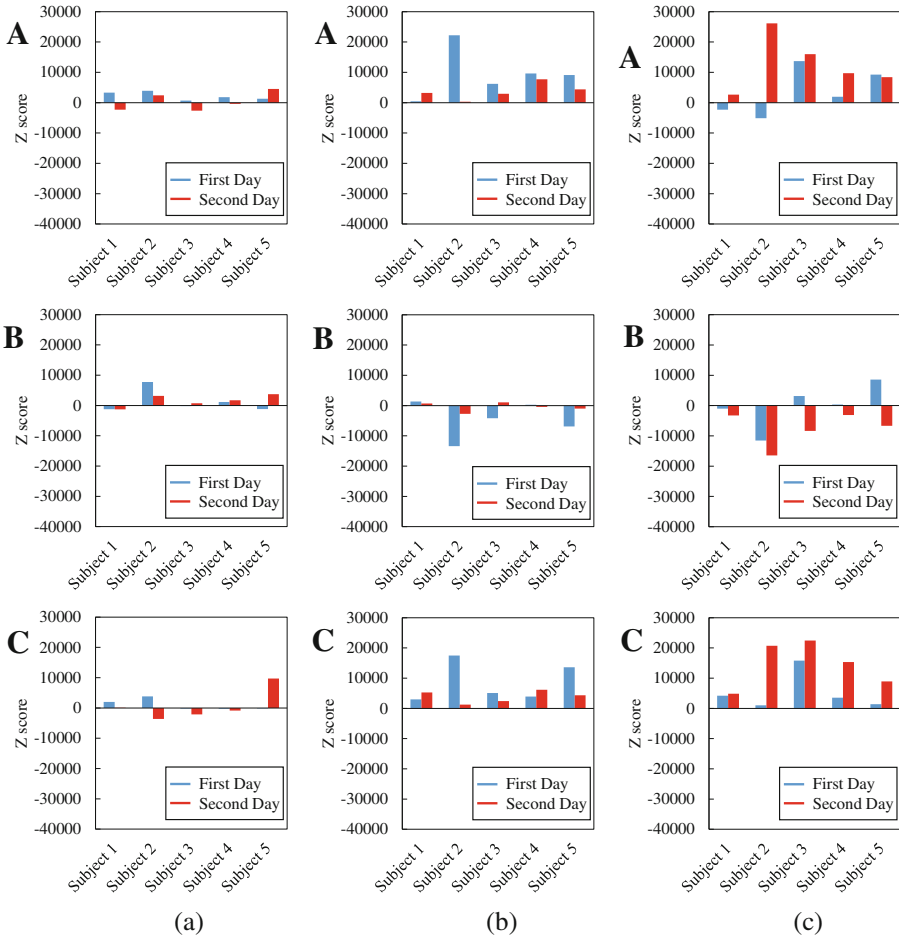 A
Z score
30000
20000
10000
0
-10000
-20000
-30000
-40000
First Day
Second Day
Subject 1
Subject 2
Subject 3
Subject 4
Subject 5
A
Z score
30000
20000
10000
0
-10000
-20000
-30000
-40000
First Day
Second Day
Subject 1
Subject 2
Subject 3
Subject 4
Subject 5
A
Z score
30000
20000
10000
0
-10000
-20000
-30000
-40000
First Day
Second Day
Subject 1
Subject 2
Subject 3
Subject 4
Subject 5
B
Z score
30000
20000
10000
0
-10000
-20000
-30000
-40000
First Day
Second Day
Subject 1
Subject 2
Subject 3
Subject 4
Subject 5
B
Z score
30000
20000
10000
0
-10000
-20000
-30000
-40000
First Day
Second Day
Subject 1
Subject 2
Subject 3
Subject 4
Subject 5
B
Z score
30000
20000
10000
0
-10000
-20000
-30000
-40000
First Day
Second Day
Subject 1
Subject 2
Subject 3
Subject 4
Subject 5
C
Z score
30000
20000
10000
0
-10000
-20000
-30000
-40000
First Day
Second Day
Subject 1
Subject 2
Subject 3
Subject 4
Subject 5
C
Z score
30000
20000
10000
0
-10000
-20000
-30000
-40000
First Day
Second Day
Subject 1
Subject 2
Subject 3
Subject 4
Subject 5
C
Z score
30000
20000
10000
0
-10000
-20000
-30000
-40000
First Day
Second Day
Subject 1
Subject 2
Subject 3
Subject 4
Subject 5
(a)
(b)
(c)